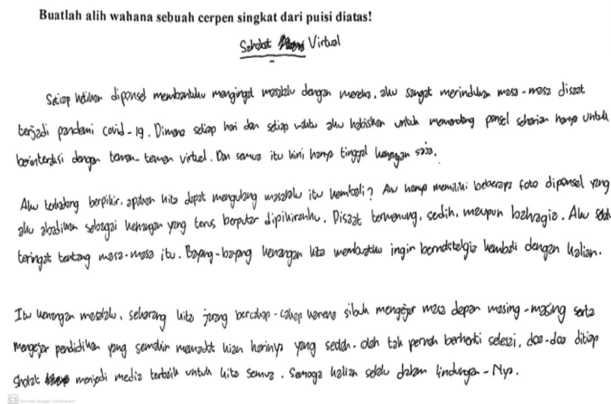 Buatlah alih wahana sebuah cerpen singkat dari puisi diatas!
Sahabat Virtual
Setiap ketikan diponsel membantuku mengingat masalalu dengan mereka. aku sangat merindukan masa-masa disaat
terjadi pandemi covid-19. Dimana setiap hari dan setiap waktu aku habiskan untuk memandang ponsel seharian hanya untuk
berinteraksi dengan teman-teman virtual. Dan semua itu kini hanya tinggal kenangan saja.
Aku terkadang berpikir, apakah kita dapat mengulang masalalu itu kembali? Aku hanya memiliki beberapa foto diponsel yang
aku abadikan sebagai kenangan yang terus berputar dipikiranku. Disaat termenung, sedih, maupun bahagia. Aku
teringat tentang masa-masa itu. Bayang-bayang kenangan kita membuatku ingin bernostalgia kembali dengan kalian.
Itu kenangan masalalu, sekarang kita jarang bercakap-cakap karena sibuk mengejar masa depan masing-masing serta
mengejar pendidikan yang semakin memadat kian harinya yang seolah-olah tak pernah berhenti selesai, doa-doa ditiap
sholat menjadi media terbaik untuk kita semua. Semoga kalian selalu dalam lindungan-Nya.